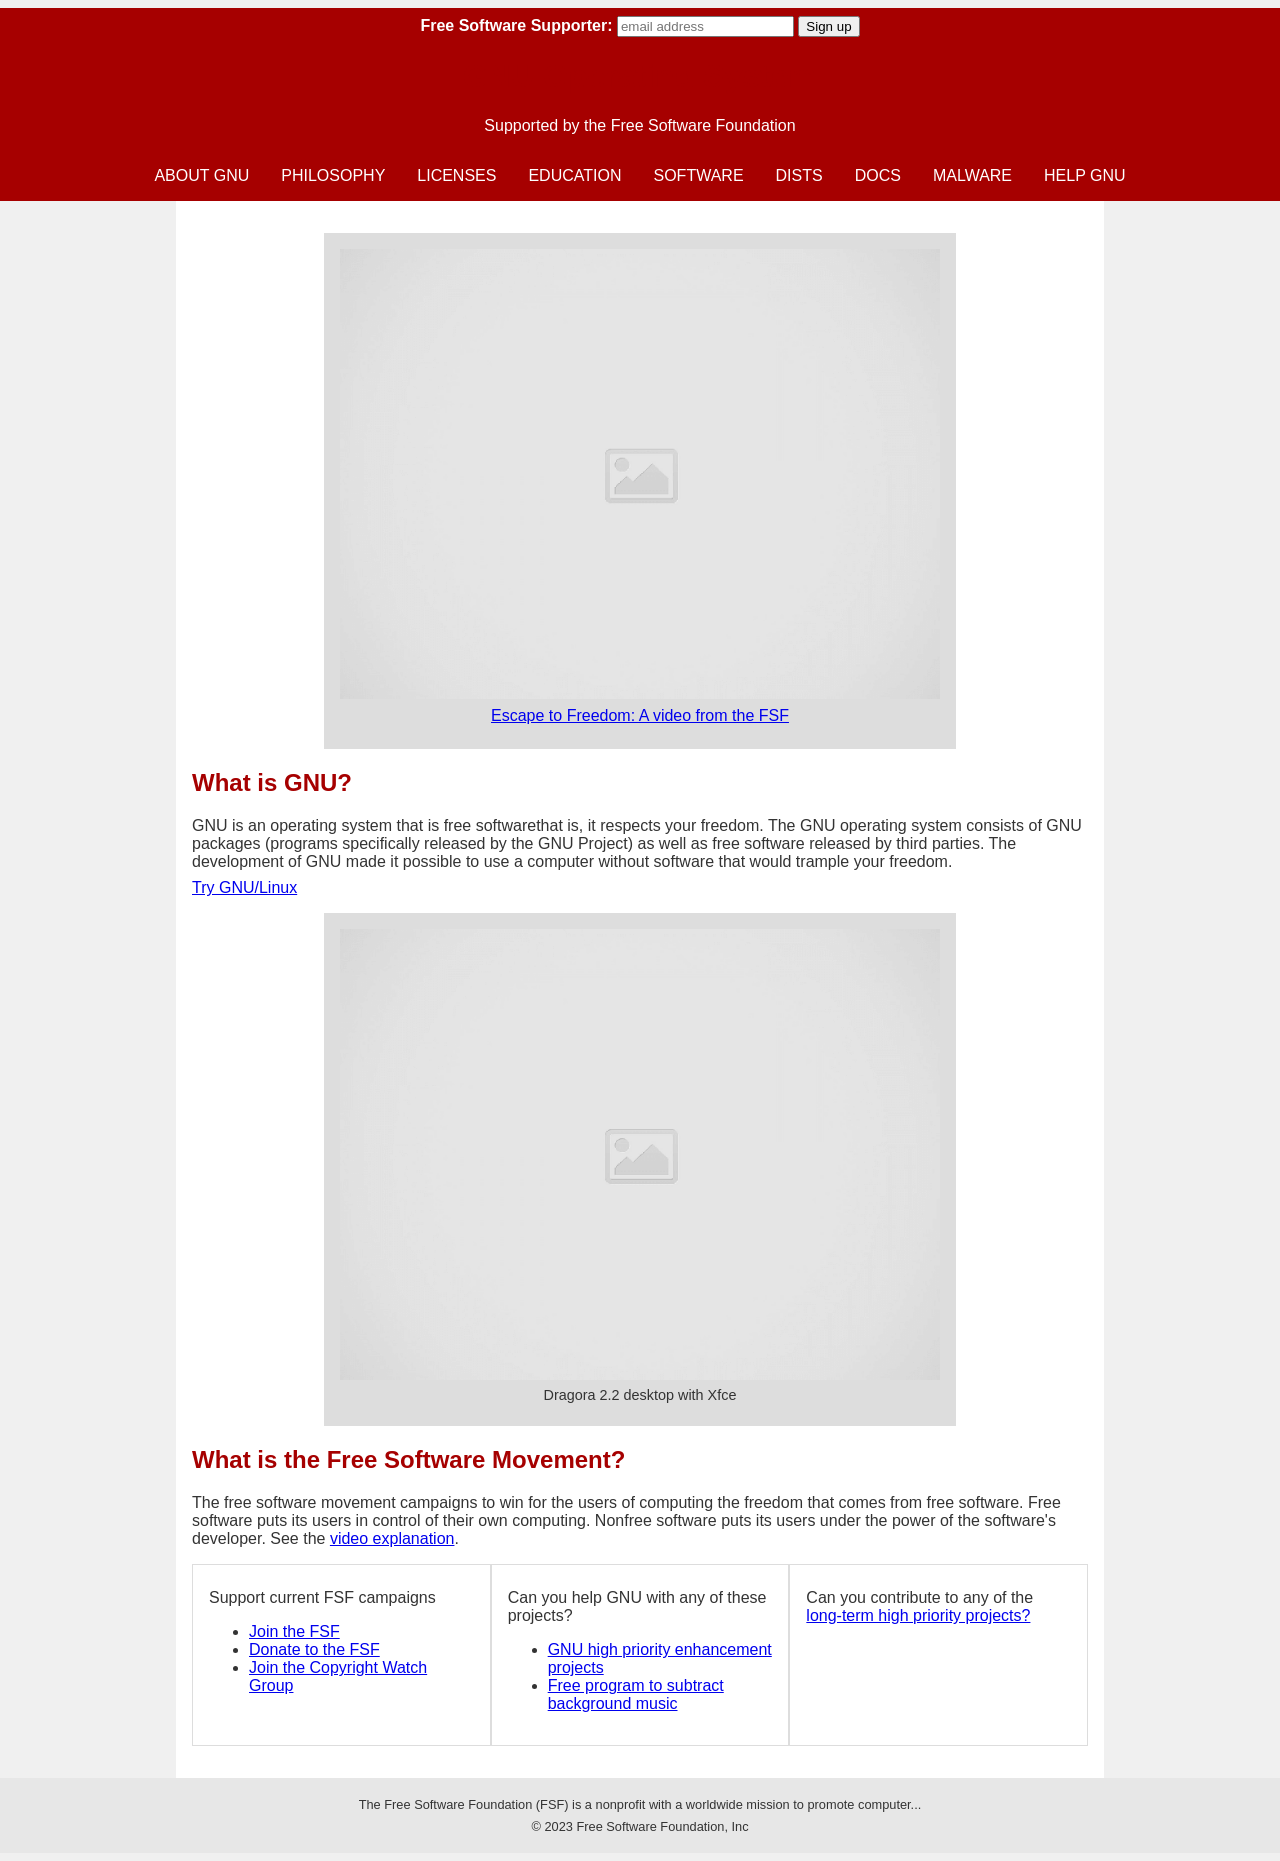 Free Software Supporter: email address Sign up
Supported by the Free Software Foundation
ABOUT GNU PHILOSOPHY LICENSES EDUCATION SOFTWARE DISTS DOCS MALWARE HELP GNU
Escape to Freedom: A video from the FSF
What is GNU?
GNU is an operating system that is free softwarethat is, it respects your freedom. The GNU operating system consists of GNU
packages (programs specifically released by the GNU Project) as well as free software released by third parties. The
development of GNU made it possible to use a computer without software that would trample your freedom.
Try GNU/Linux
Dragora 2.2 desktop with Xfce
What is the Free Software Movement?
The free software movement campaigns to win for the users of computing the freedom that comes from free software. Free
software puts its users in control of their own computing. Nonfree software puts its users under the power of the software's
developer. See the video explanation.
Support current FSF campaigns
Join the FSF
Donate to the FSF
Join the Copyright Watch
Group
Can you help GNU with any of these
projects?
GNU high priority enhancement
projects
Free program to subtract
background music
Can you contribute to any of the
long-term high priority projects?
The Free Software Foundation (FSF) is a nonprofit with a worldwide mission to promote computer...
© 2023 Free Software Foundation, Inc